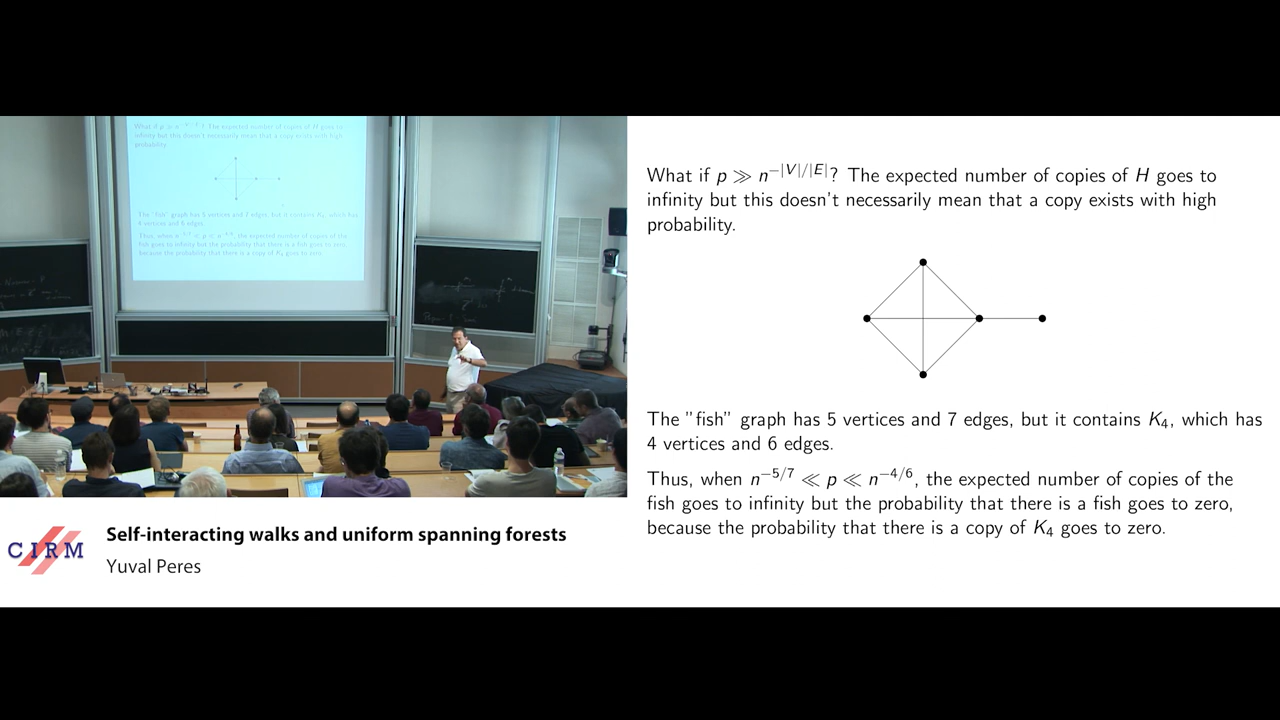 What if p ≫ n^{-|V|/|E|}? The expected number of copies of H goes to
infinity but this doesn't necessarily mean that a copy exists with high
probability.
The "fish" graph has 5 vertices and 7 edges, but it contains K_4, which has
4 vertices and 6 edges.
Thus, when n^{-5/7} ≪ p ≪ n^{-4/6}, the expected number of copies of the
fish goes to infinity but the probability that there is a fish goes to zero,
because the probability that there is a copy of K_4 goes to zero.
CIRM
Self-interacting walks and uniform spanning forests
Yuval Peres